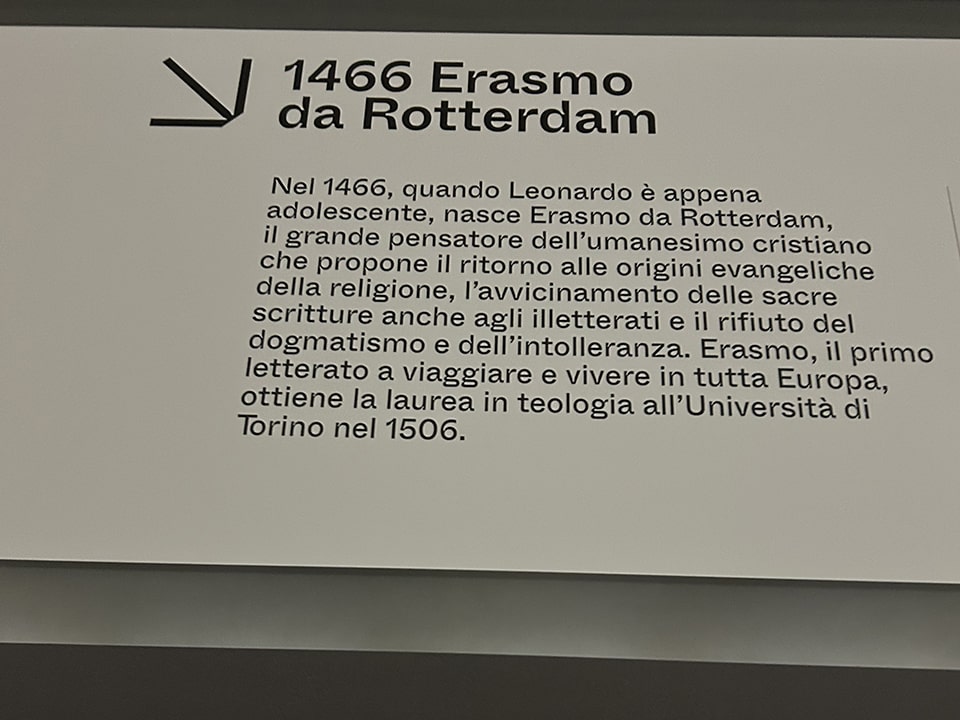 1466 Erasmo
da Rotterdam
Nel 1466, quando Leonardo è appena
adolescente, nasce Erasmo da Rotterdam,
il grande pensatore dell'umanesimo cristiano
che propone il ritorno alle origini evangeliche
della religione, l'avvicinamento delle sacre
scritture anche agli illetterati e il rifiuto del
dogmatismo e dell'intolleranza. Erasmo, il primo
letterato a viaggiare e vivere in tutta Europa,
ottiene la laurea in teologia all'Università di
Torino nel 1506.